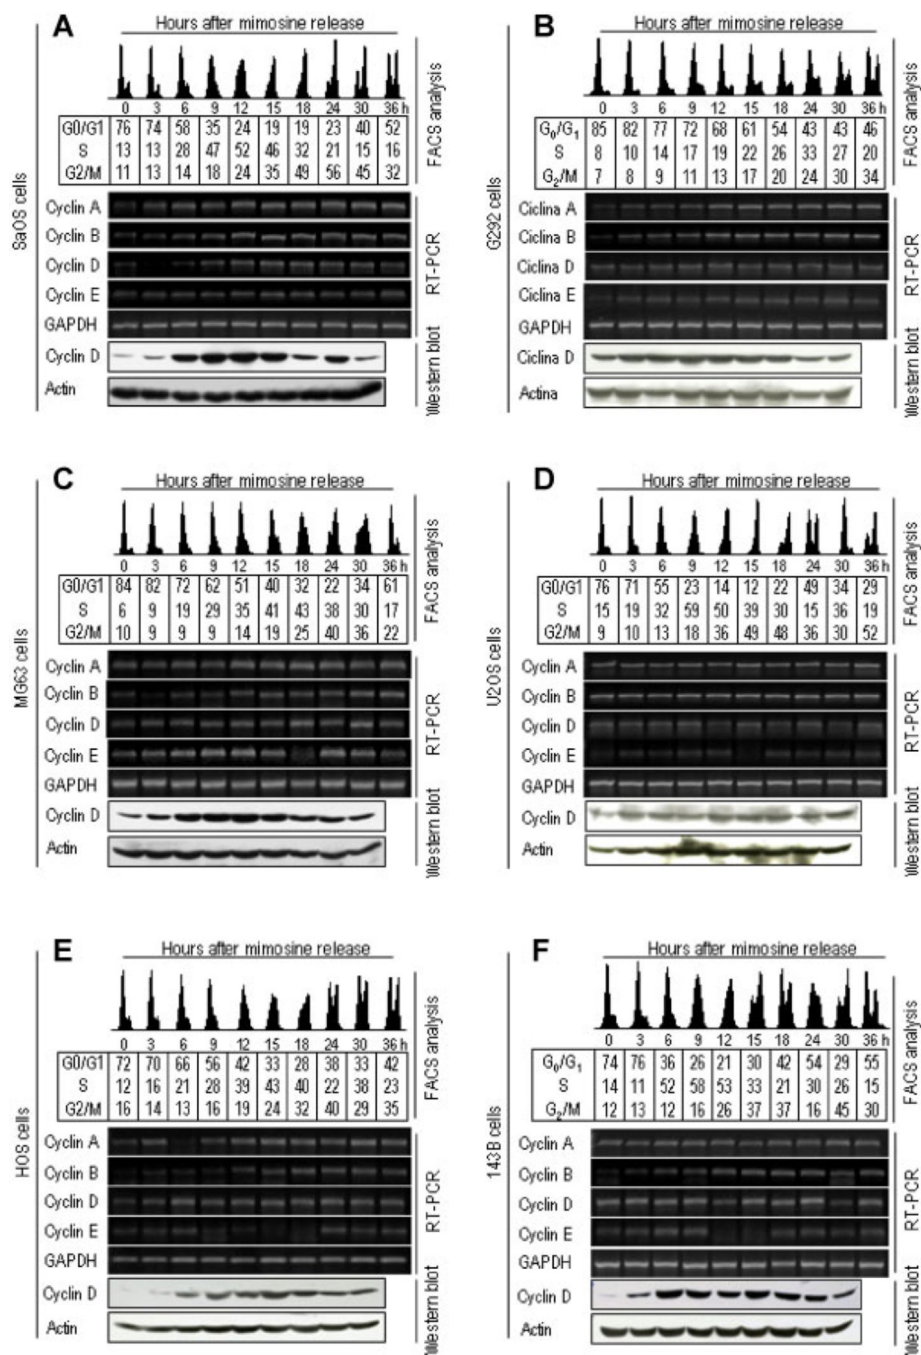 A
Hours after mimosine release
0 3 6 9 12 15 18 24 30 36 h
G0/G1 76 74 58 35 24 19 19 23 40 52
S 13 13 28 47 52 46 32 21 15 16
G2/M 11 13 14 18 24 35 49 56 45 32
FACS analysis
Cyclin A
Cyclin B
Cyclin D
Cyclin E
GAPDH
RT-PCR
Cyclin D
Actin
Western blot
SaOS cells
B
Hours after mimosine release
0 3 6 9 12 15 18 24 30 36 h
G0/G1 85 82 77 72 68 61 54 43 43 46
S 8 10 14 17 19 22 26 33 27 20
G2/M 7 8 9 11 13 17 20 24 30 34
FACS analysis
Ciclina A
Ciclina B
Ciclina D
Ciclina E
GAPDH
RT-PCR
Ciclina D
Actina
Western blot
G292 cells
C
Hours after mimosine release
0 3 6 9 12 15 18 24 30 36 h
G0/G1 84 82 72 62 51 40 32 22 34 61
S 6 9 19 29 35 41 43 38 30 17
G2/M 10 9 9 9 14 19 25 40 36 22
FACS analysis
Cyclin A
Cyclin B
Cyclin D
Cyclin E
GAPDH
RT-PCR
Cyclin D
Actin
Western blot
MG63 cells
D
Hours after mimosine release
0 3 6 9 12 15 18 24 30 36 h
G0/G1 76 71 55 23 14 12 22 49 34 29
S 15 19 32 59 50 39 30 15 36 19
G2/M 9 10 13 18 36 49 48 36 30 52
FACS analysis
Cyclin A
Cyclin B
Cyclin D
Cyclin E
GAPDH
RT-PCR
Cyclin D
Actin
Western blot
U2OS cells
E
Hours after mimosine release
0 3 6 9 12 15 18 24 30 36 h
G0/G1 72 70 66 56 42 33 28 38 33 42
S 12 16 21 28 39 43 40 22 38 23
G2/M 16 14 13 16 19 24 32 40 29 35
FACS analysis
Cyclin A
Cyclin B
Cyclin D
Cyclin E
GAPDH
RT-PCR
Cyclin D
Actin
Western blot
HOS cells
F
Hours after mimosine release
0 3 6 9 12 15 18 24 30 36 h
G0/G1 74 76 36 26 21 30 42 54 29 55
S 14 11 52 58 53 33 21 30 26 15
G2/M 12 13 12 16 26 37 37 16 45 30
FACS analysis
Cyclin A
Cyclin B
Cyclin D
Cyclin E
GAPDH
RT-PCR
Cyclin D
Actin
Western blot
143B cells